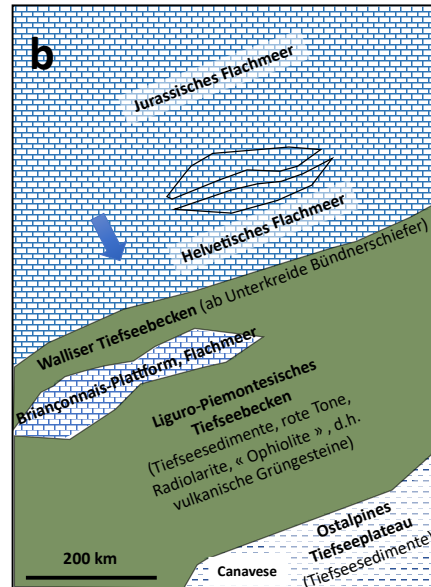 b
Jurassisches Flachmeer
Helvetisches Flachmeer
Walliser Tiefseebecken (ab Unterkreide Bündnerschiefer)
Briançonnais-Plattform, Flachmeer
Liguro-Piemontesisches
Tiefseebecken
(Tiefseesedimente, rote Tone,
Radiolarite, « Ophiolite » , d.h.
vulkanische Grüngesteine)
Ostalpines
Tiefseeplateau
(Tiefseesedimente)
Canavese
200 km